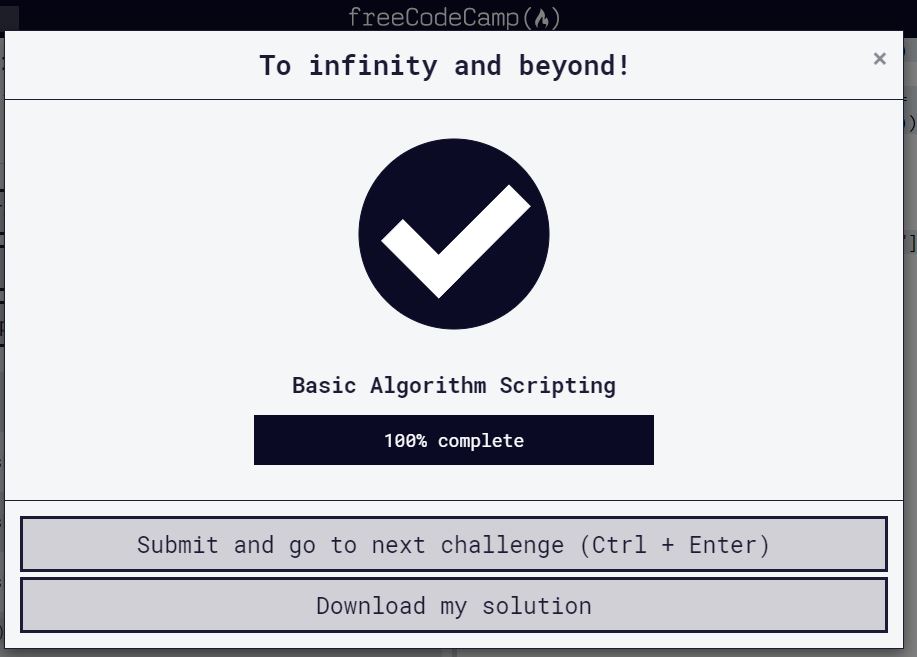 freeCodeCamp(🔥)
To infinity and beyond!
×
Basic Algorithm Scripting
100% complete
Submit and go to next challenge (Ctrl + Enter)
Download my solution